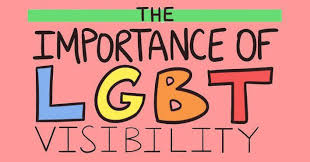 THE
IMPORTANCE OF
LGBT
VISIBILITY